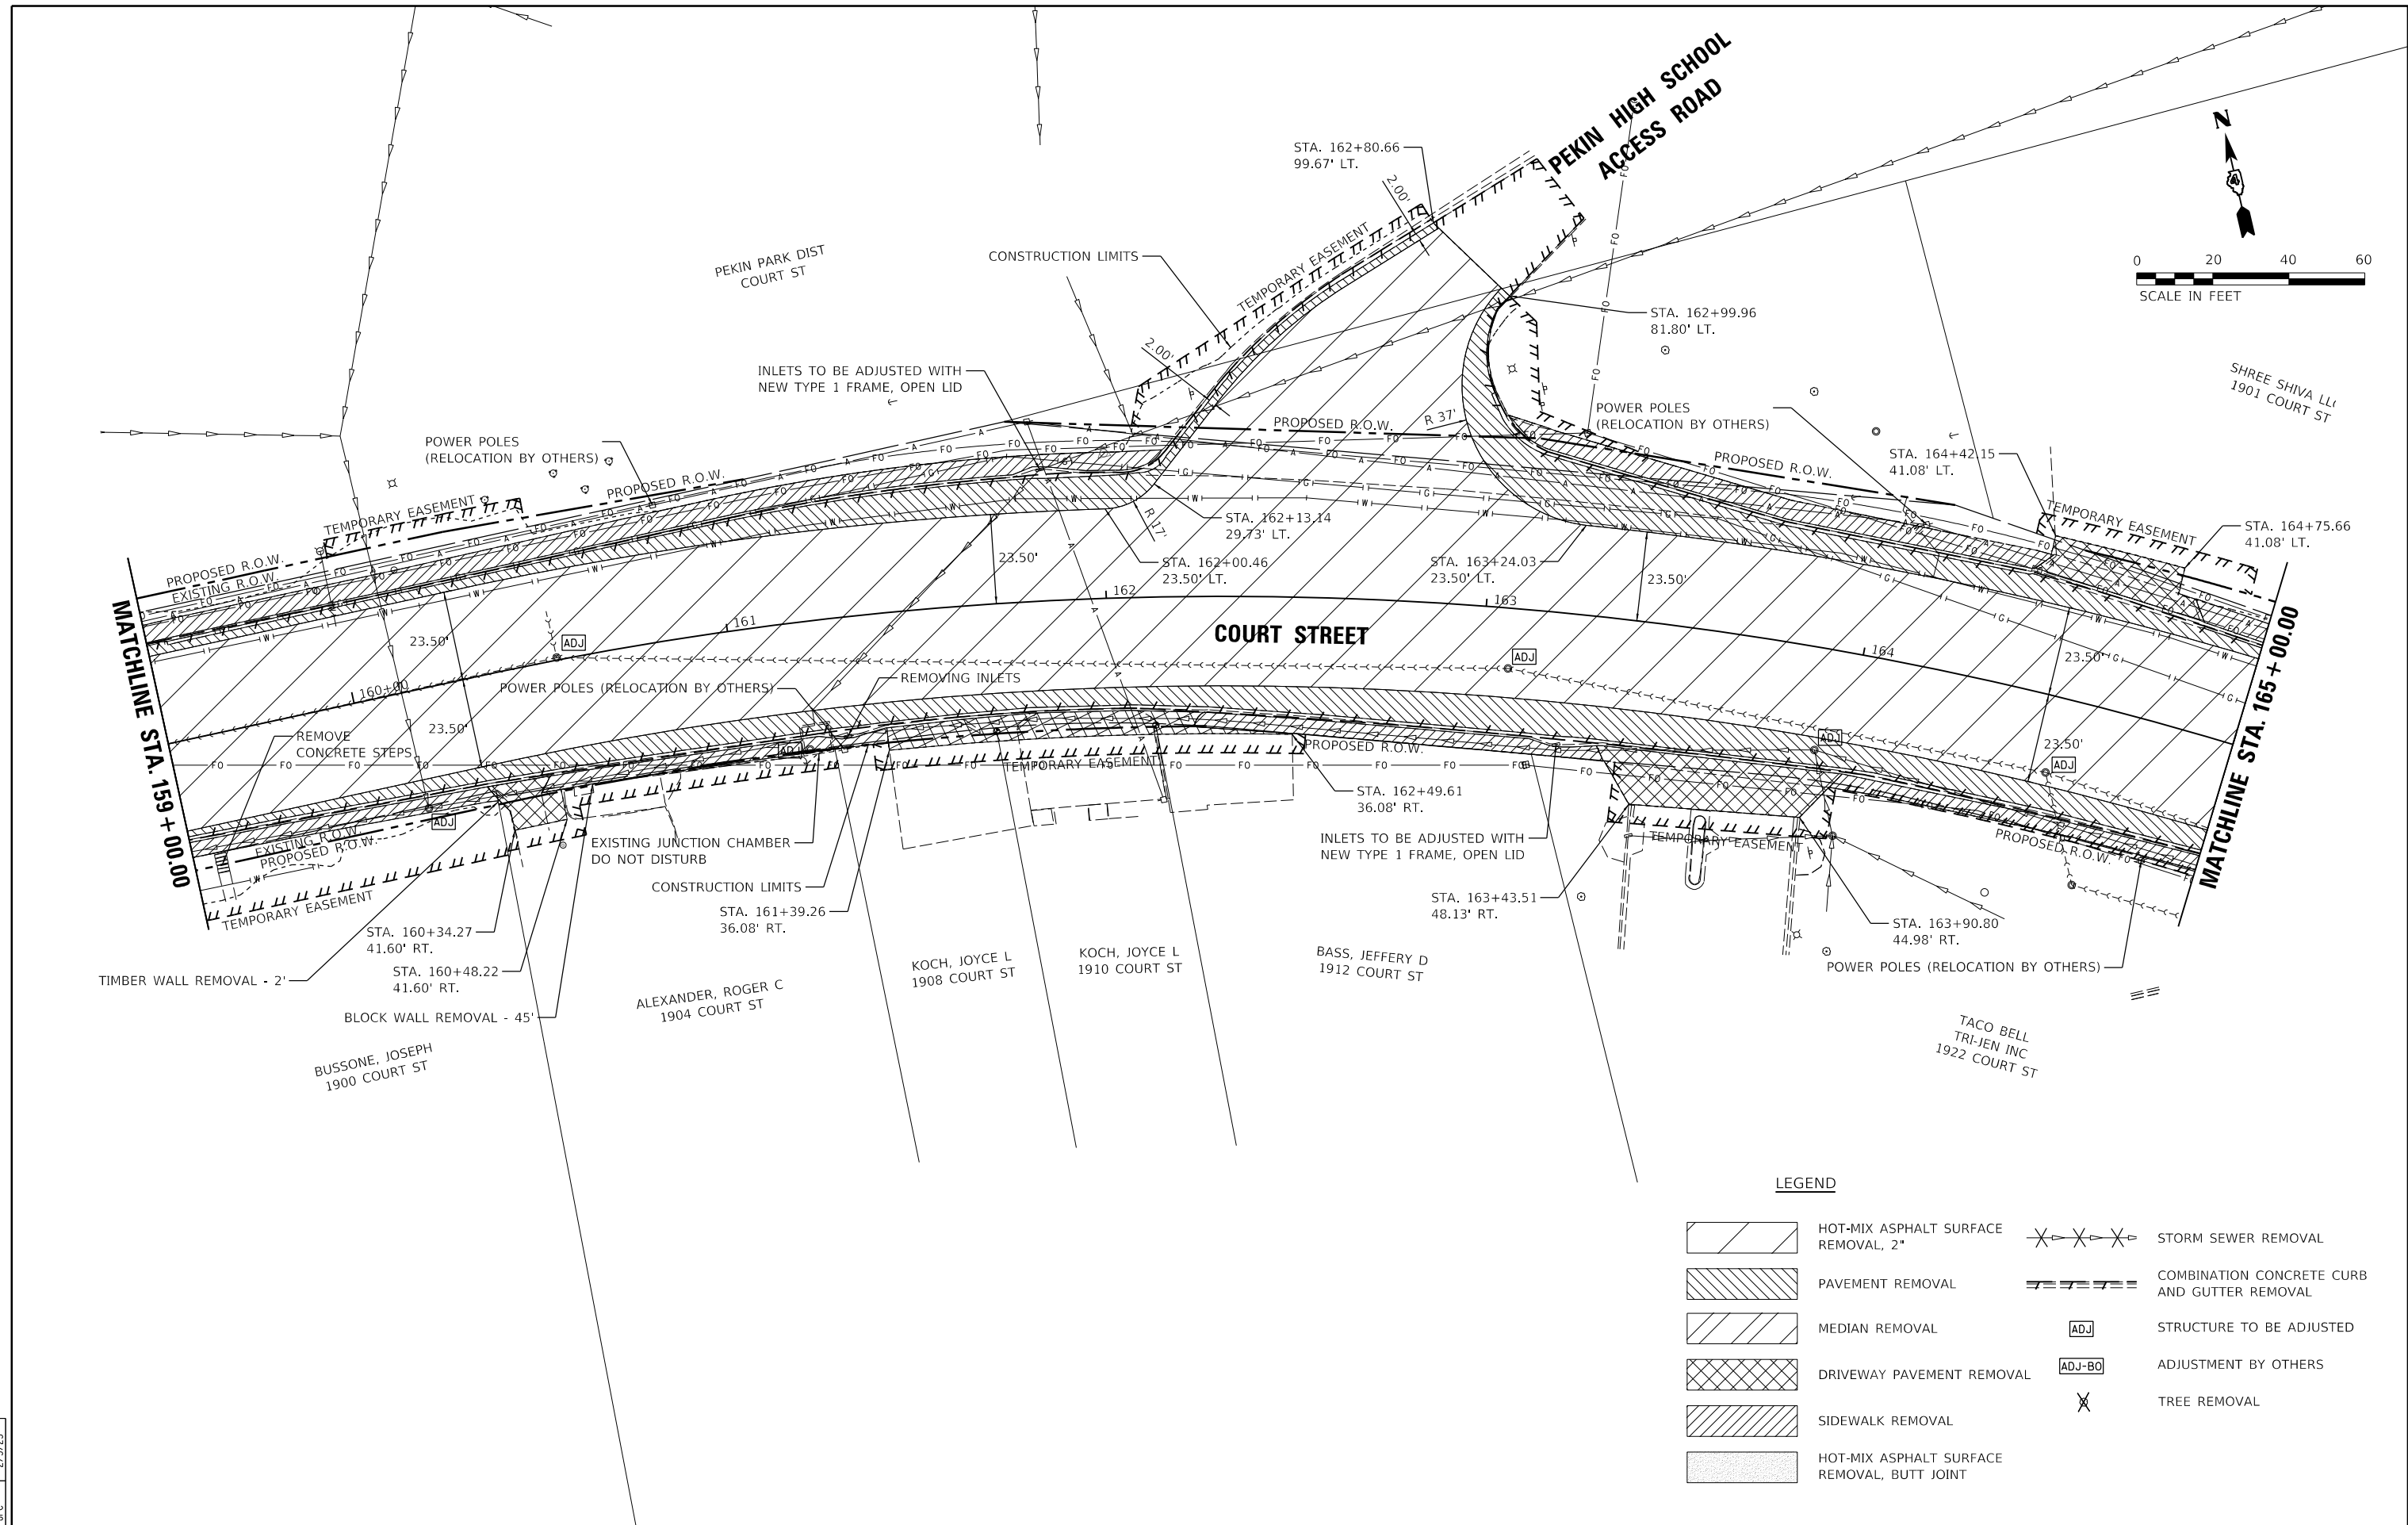 PEKIN HIGH SCHOOL
ACCESS ROAD
N
0 20 40 60
SCALE IN FEET
STA. 162+80.66
99.67' LT.
2.00'
PEKIN PARK DIST
COURT ST
CONSTRUCTION LIMITS
TEMPORARY EASEMENT
STA. 162+99.96
81.80' LT.
2.00'
INLETS TO BE ADJUSTED WITH
NEW TYPE 1 FRAME, OPEN LID
SHREE SHIVA
1901 COURT ST
POWER POLES
(RELOCATION BY OTHERS)
PROPOSED R.O.W.
R 37'
POWER POLES
(RELOCATION BY OTHERS)
PROPOSED R.O.W.
STA. 164+42.15
41.08' LT.
TEMPORARY EASEMENT
PROPOSED R.O.W.
TEMPORARY EASEMENT
STA. 164+75.66
41.08' LT.
STA. 162+13.14
29.73' LT.
R 17'
PROPOSED R.O.W.
EXISTING R.O.W.
STA. 162+00.46
23.50' LT.
23.50'
STA. 163+24.03
23.50' LT.
23.50'
MATCHLINE STA. 159+00.00
MATCHLINE STA. 165+00.00
160+00
161
162
163
164
COURT STREET
23.50'
23.50'
23.50'
23.50'
ADJ
ADJ
POWER POLES (RELOCATION BY OTHERS)
REMOVING INLETS
REMOVE
CONCRETE STEPS
ADJ
ADJ
ADJ
ADJ
PROPOSED R.O.W.
TEMPORARY EASEMENT
STA. 162+49.61
36.08' RT.
EXISTING R.O.W.
PROPOSED R.O.W.
TEMPORARY EASEMENT
EXISTING JUNCTION CHAMBER
DO NOT DISTURB
INLETS TO BE ADJUSTED WITH
NEW TYPE 1 FRAME, OPEN LID
TEMPORARY EASEMENT
PROPOSED R.O.W.
CONSTRUCTION LIMITS
STA. 161+39.26
36.08' RT.
STA. 163+43.51
48.13' RT.
STA. 163+90.80
44.98' RT.
STA. 160+34.27
41.60' RT.
STA. 160+48.22
41.60' RT.
TIMBER WALL REMOVAL - 2'
BLOCK WALL REMOVAL - 45'
POWER POLES (RELOCATION BY OTHERS)
BUSSONE, JOSEPH
1900 COURT ST
ALEXANDER, ROGER C
1904 COURT ST
KOCH, JOYCE L
1908 COURT ST
KOCH, JOYCE L
1910 COURT ST
BASS, JEFFERY D
1912 COURT ST
TACO BELL
TRI-JEN INC
1922 COURT ST
LEGEND
HOT-MIX ASPHALT SURFACE
REMOVAL, 2"
PAVEMENT REMOVAL
MEDIAN REMOVAL
DRIVEWAY PAVEMENT REMOVAL
SIDEWALK REMOVAL
HOT-MIX ASPHALT SURFACE
REMOVAL, BUTT JOINT
STORM SEWER REMOVAL
COMBINATION CONCRETE CURB
AND GUTTER REMOVAL
ADJ
STRUCTURE TO BE ADJUSTED
ADJ-BO
ADJUSTMENT BY OTHERS
TREE REMOVAL